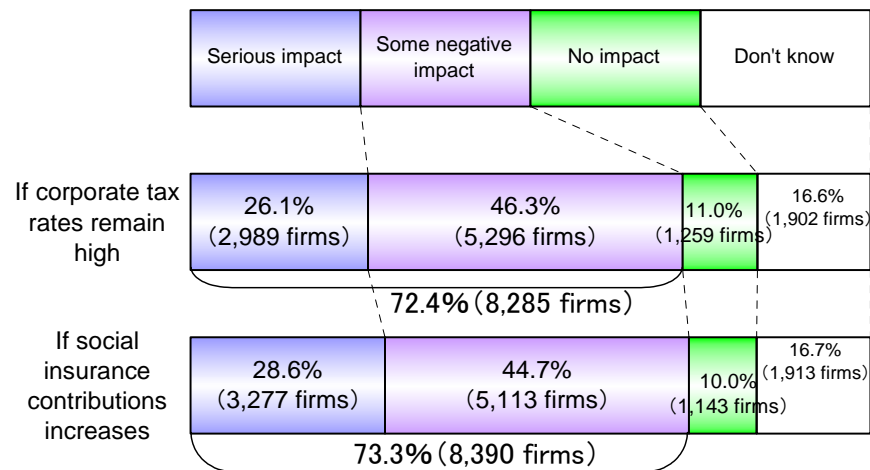 Serious impact
Some negative
impact
No impact
Don't know
If corporate tax
rates remain
high
26.1%
(2,989 firms)
46.3%
(5,296 firms)
11.0%
(1,259 firms)
16.6%
(1,902 firms)
72.4%(8,285 firms)
If social
insurance
contributions
increases
28.6%
(3,277 firms)
44.7%
(5,113 firms)
10.0%
(1,143 firms)
16.7%
(1,913 firms)
73.3%(8,390 firms)